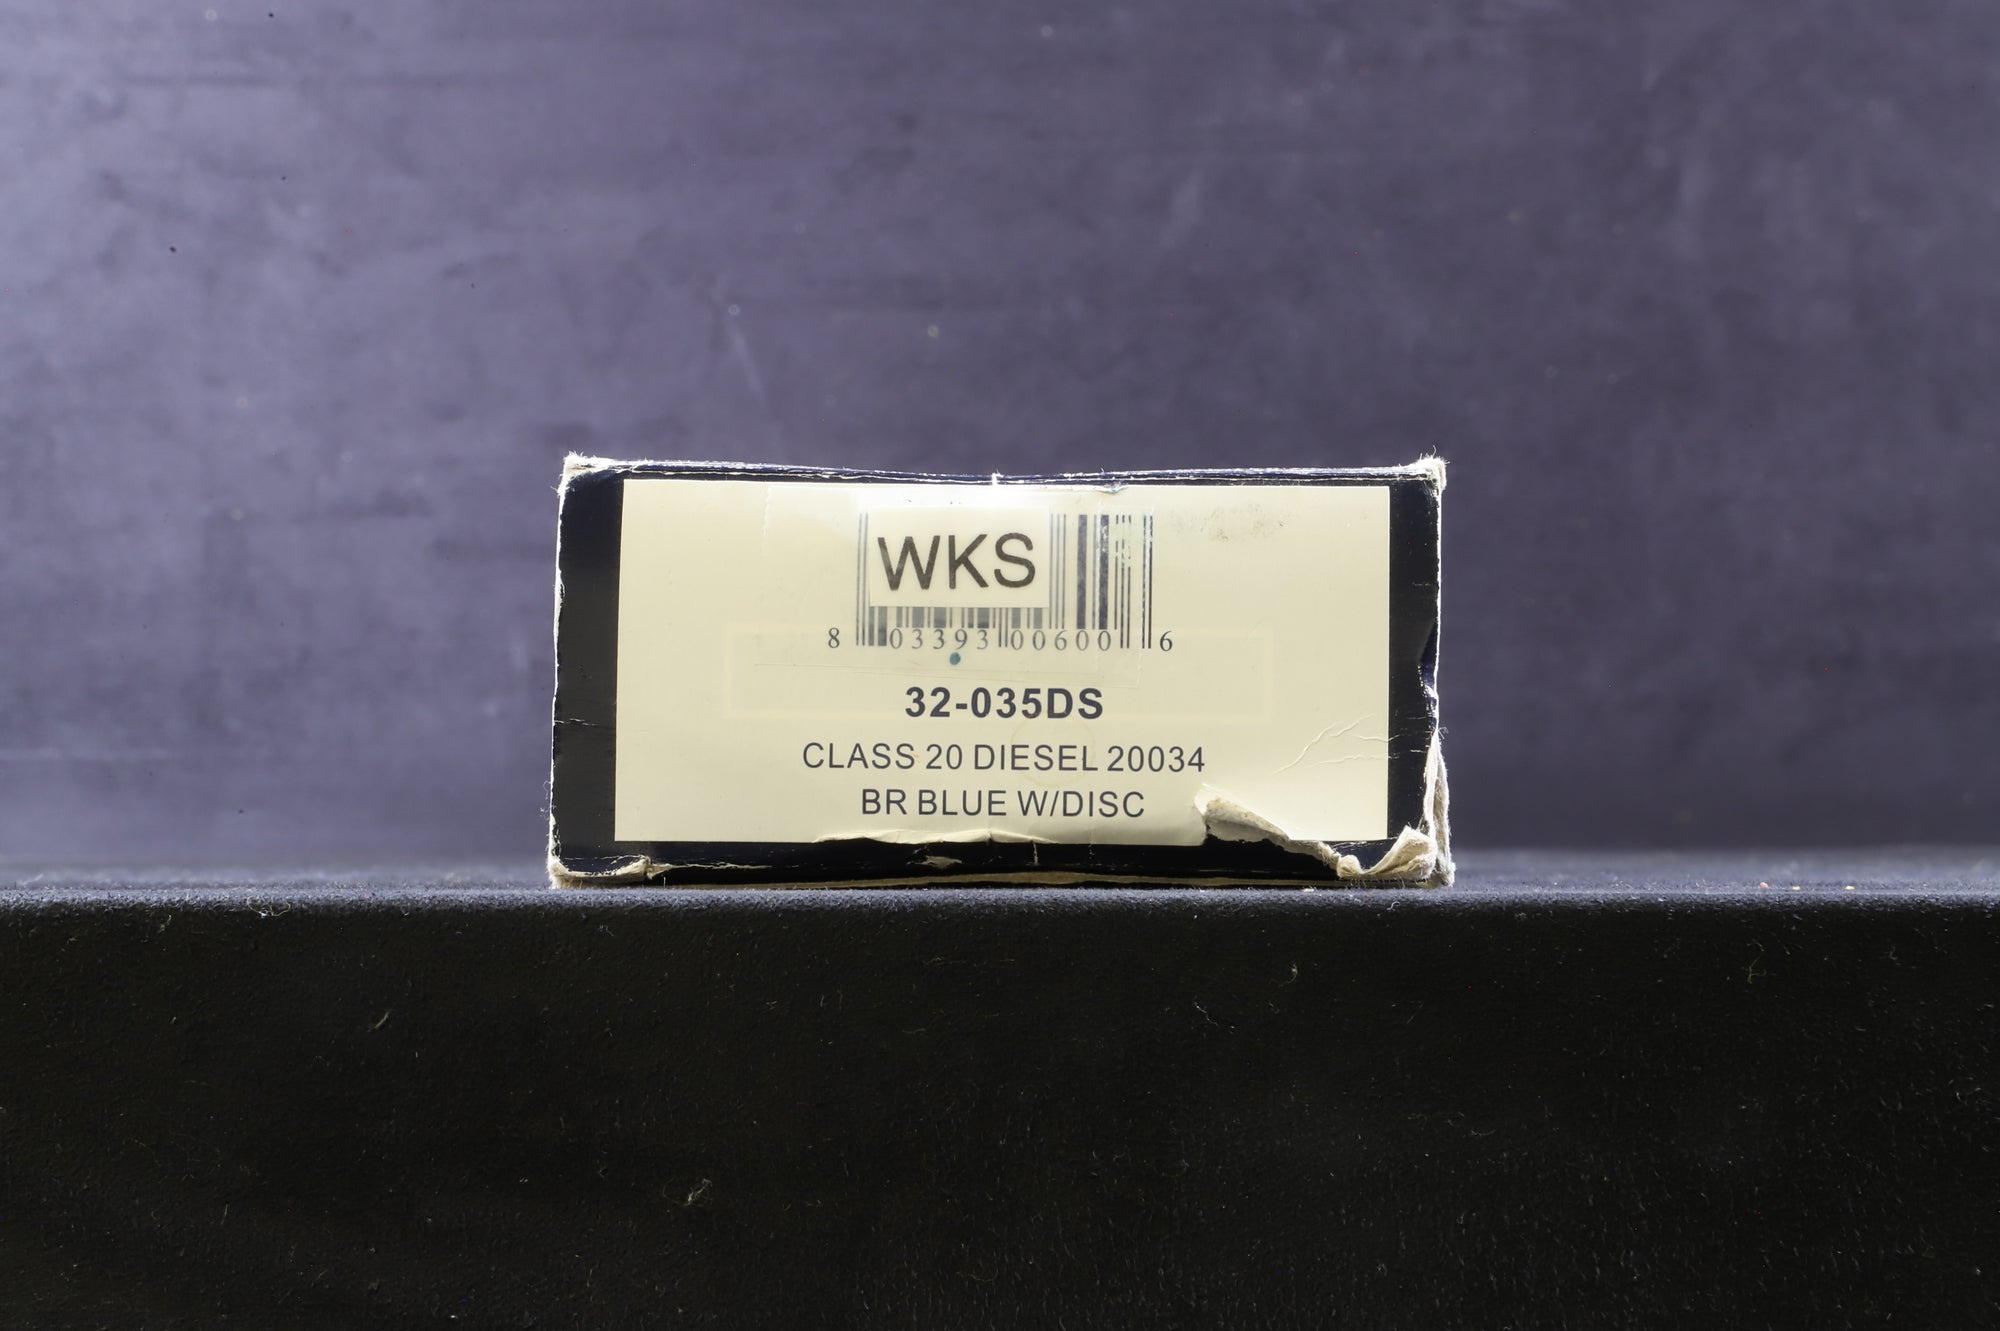 WKS
8 03393 00600 6
32-035DS
CLASS 20 DIESEL 20034
BR BLUE W/DISC